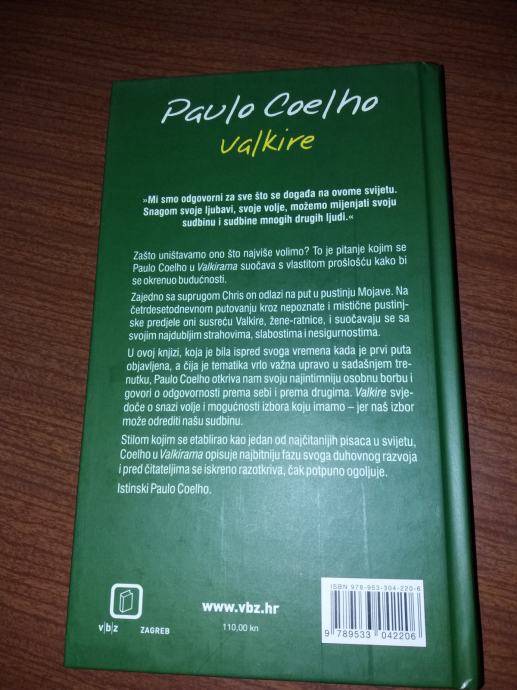 Paulo Coelho
valkire
»Mi smo odgovorni za sve što se događa na ovome svijetu.
Snagom svoje ljubavi, svoje volje, možemo mijenjati svoju
sudbinu i sudbine mnogih drugih ljudi.«
Zašto uništavamo ono što najviše volimo? To je pitanje kojim se
Paulo Coelho u Valkirama suočava s vlastitom prošlošću kako bi
se okrenuo budućnosti.
Zajedno sa suprugom Chris on odlazi na put u pustinju Mojave. Na
četrdesetodnevnom putovanju kroz nepoznate i mistične pustinj-
ske predjele oni susreću Valkire, žene-ratnice, i suočavaju se sa
svojim najdubljim strahovima, slabostima i nesigurnostima.
U ovoj knjizi, koja je bila ispred svoga vremena kada je prvi puta
objavljena, a čija je tematika vrlo važna upravo u sadašnjem tre-
nutku, Paulo Coelho otkriva nam svoju najintimniju osobnu borbu i
govori o odgovornosti prema sebi i prema drugima. Valkire svje-
doče o snazi volje i mogućnosti izbora koju imamo – jer naš izbor
može odrediti našu sudbinu.
Stilom kojim se etablirao kao jedan od najčitanijih pisaca u svijetu,
Coelho u Valkirama opisuje najbitniju fazu svoga duhovnog razvoja
i pred čitateljima se iskreno razotkriva, čak potpuno ogoljuje.
Istinski Paulo Coelho.
ISBN 978-953-304-220-6
9 789533 042206
www.vbz.hr
110,00 kn
v|b|z
ZAGREB